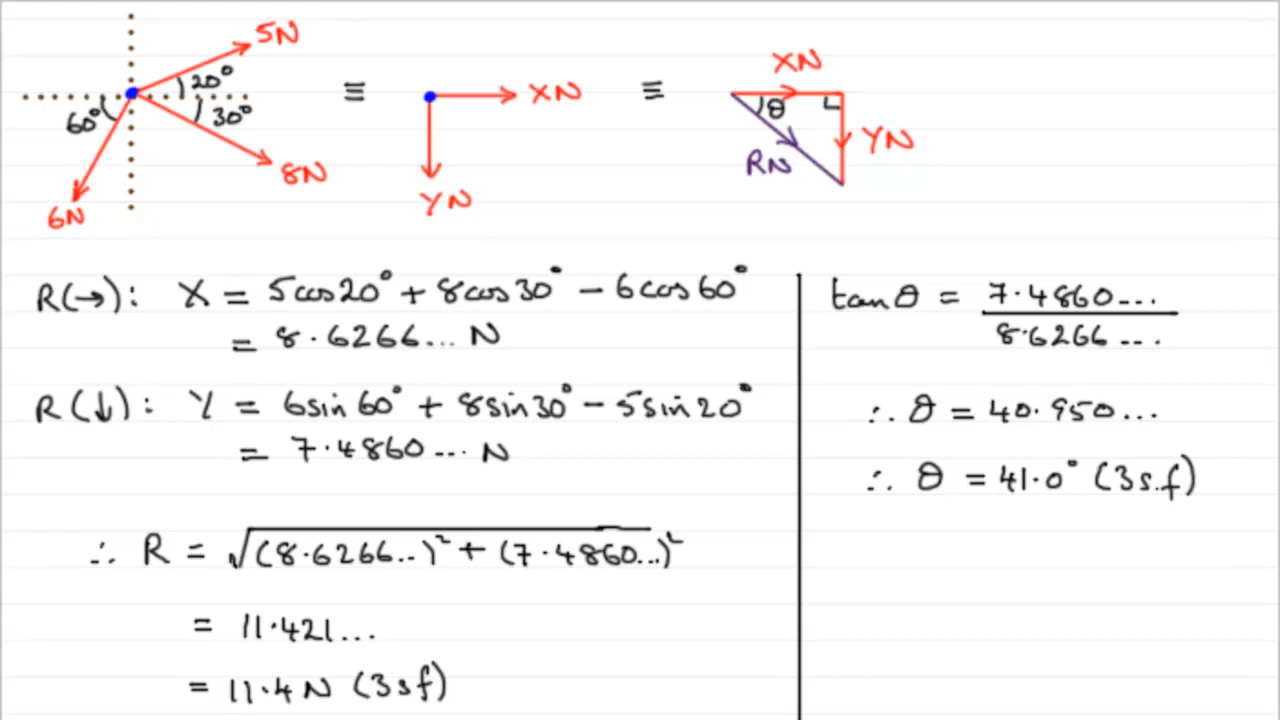 5N
20°
60°
30°
8N
6N
≡
XN
YN
≡
XN
θ
YN
RN
R(→): X = 5cos20° + 8cos30° − 6cos60°
= 8.6266... N
R(↓): Y = 6sin60° + 8sin30° − 5sin20°
= 7.4860... N
∴ R = √(8.6266..)² + (7.4860...)²
= 11.421...
= 11.4N (3sf)
tanθ = 7.4860... / 8.6266...
∴ θ = 40.950...
∴ θ = 41.0° (3s.f)